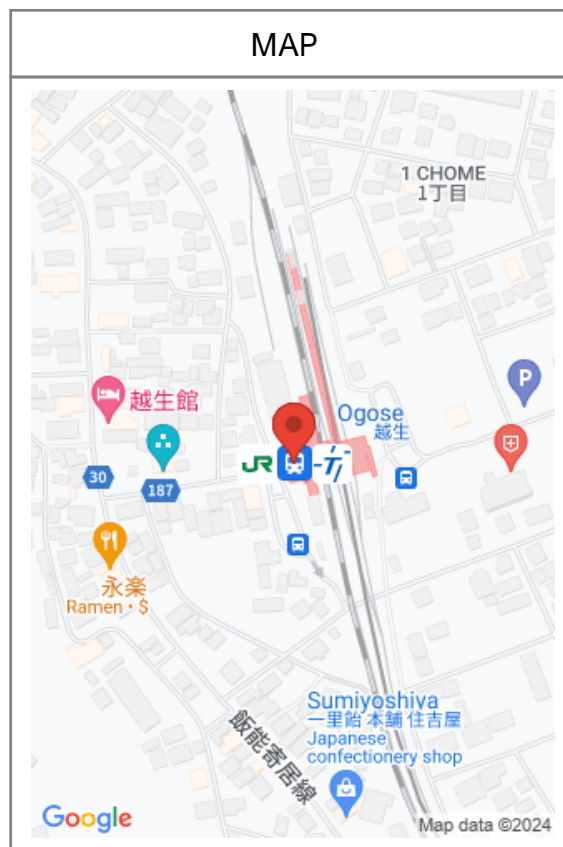 MAP
1 CHOME
1丁目
Ogose
越生
越生館
P
JR
30
187
永楽
Ramen・$
飯能寄居線
Sumiyoshiya
一里飴 本舗 住吉屋
Japanese
confectionery shop
Google
Map data ©2024